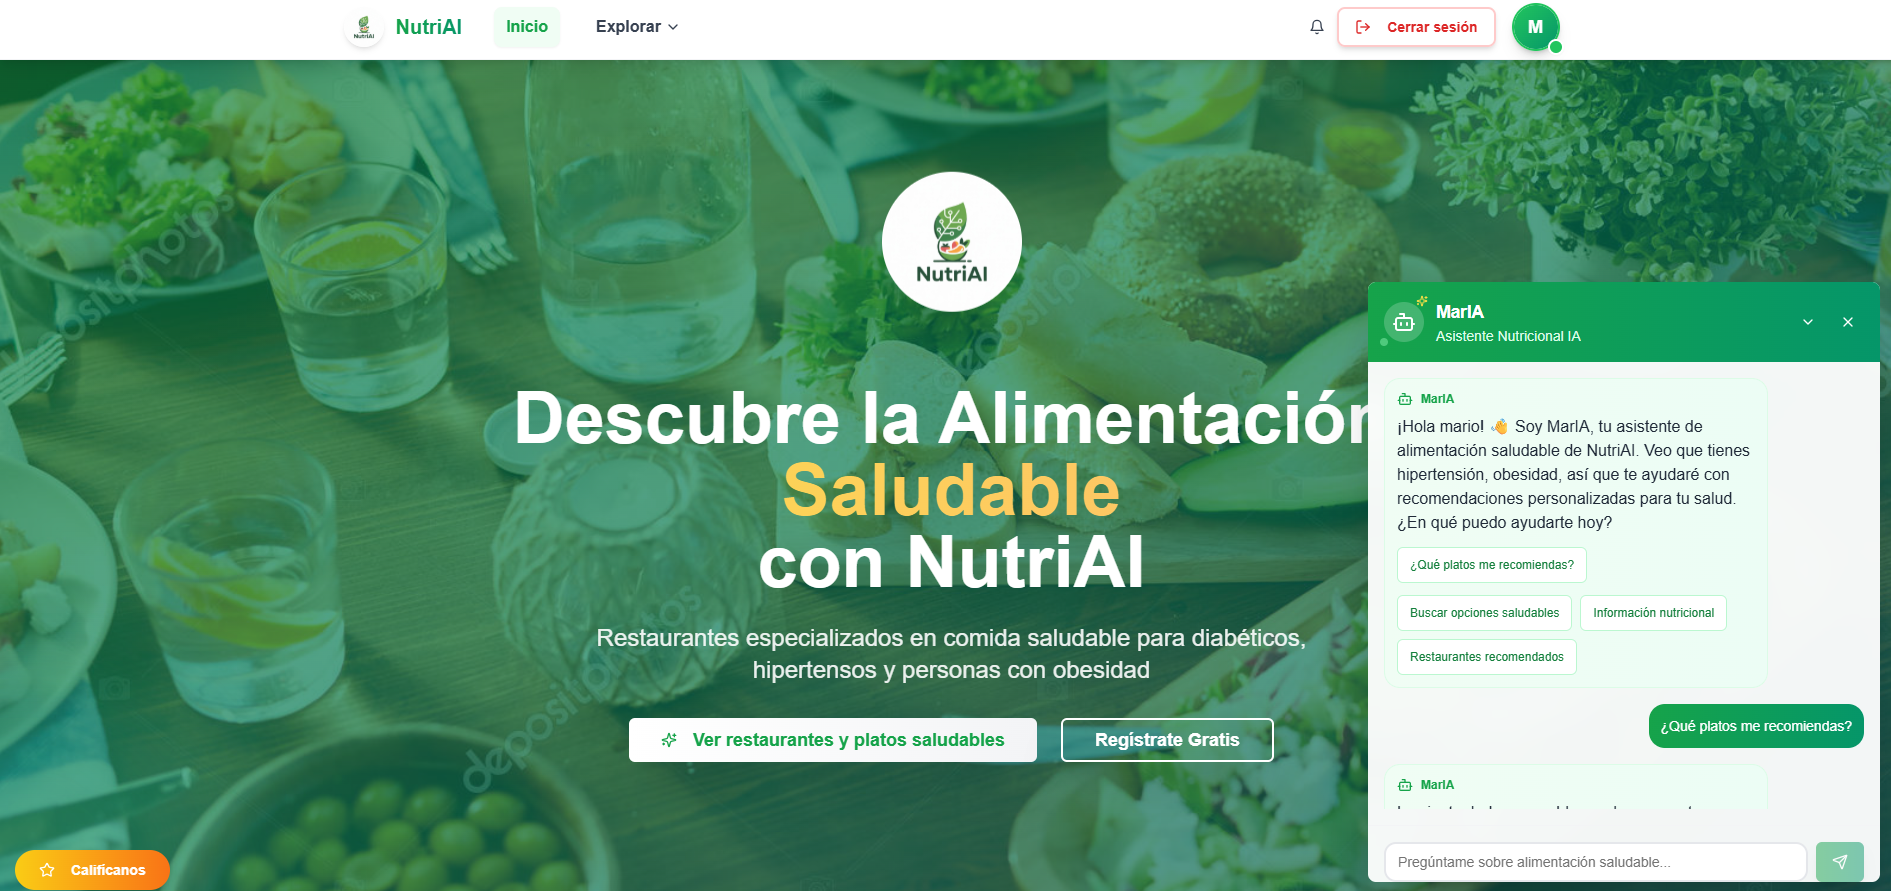 NutriAI
NutriAI
Inicio
Explorar
Cerrar sesión
M
NutriAI
Descubre la Alimentación
Saludable
con NutriAI
Restaurantes especializados en comida saludable para diabéticos,
hipertensos y personas con obesidad
Ver restaurantes y platos saludables
Regístrate Gratis
Califícanos
depositphotos
depositphotos
MarIA
Asistente Nutricional IA
MarIA
¡Hola mario! 👋 Soy MarIA, tu asistente de
alimentación saludable de NutriAI. Veo que tienes
hipertensión, obesidad, así que te ayudaré con
recomendaciones personalizadas para tu salud.
¿En qué puedo ayudarte hoy?
¿Qué platos me recomiendas?
Buscar opciones saludables
Información nutricional
Restaurantes recomendados
¿Qué platos me recomiendas?
MarIA
Pregúntame sobre alimentación saludable...